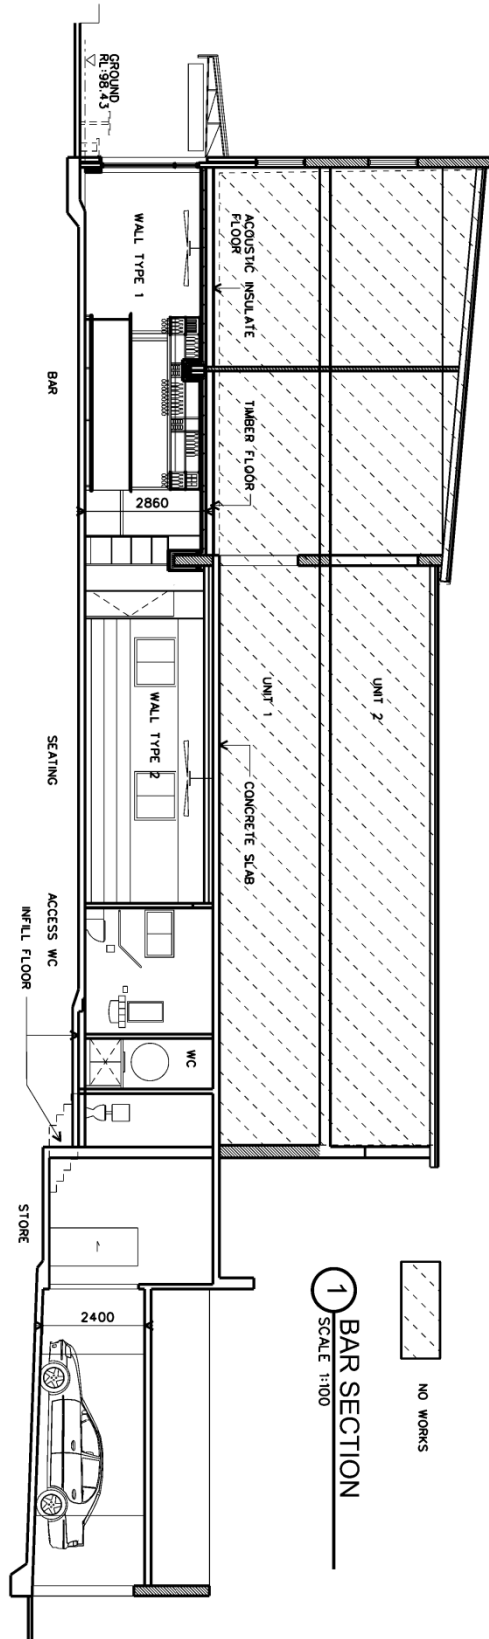 UNIT 2
UNIT 1
ACOUSTIC INSULATE
FLOOR
TIMBER FLOOR
CONCRETE SLAB
GROUND
RL:98.43
WALL TYPE 1
2860
WALL TYPE 2
WC
BAR
SEATING
ACCESS WC
INFILL FLOOR
STORE
2400
NO WORKS
1
BAR SECTION
SCALE 1:100